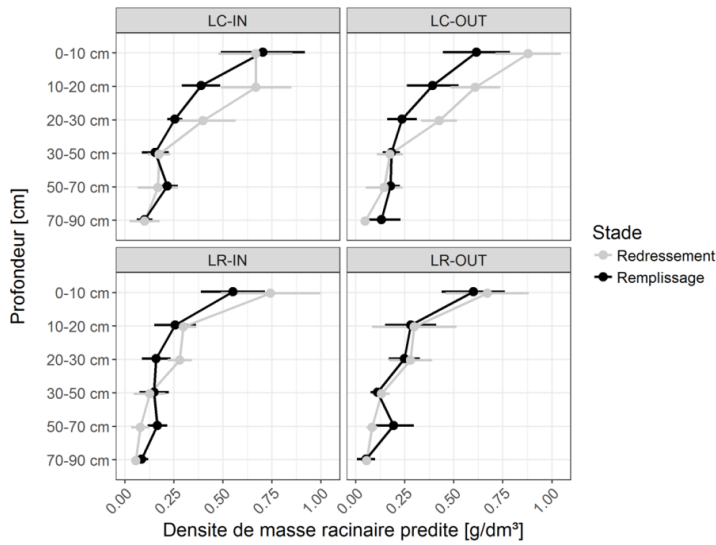 LC-IN
LC-OUT
0-10 cm
10-20 cm
20-30 cm
30-50 cm
50-70 cm
70-90 cm
Profondeur [cm]
LR-IN
LR-OUT
0-10 cm
10-20 cm
20-30 cm
30-50 cm
50-70 cm
70-90 cm
0.00
0.25
0.50
0.75
1.00
0.00
0.25
0.50
0.75
1.00
Densite de masse racinaire predite [g/dm³]
Stade
Redressement
Remplissage